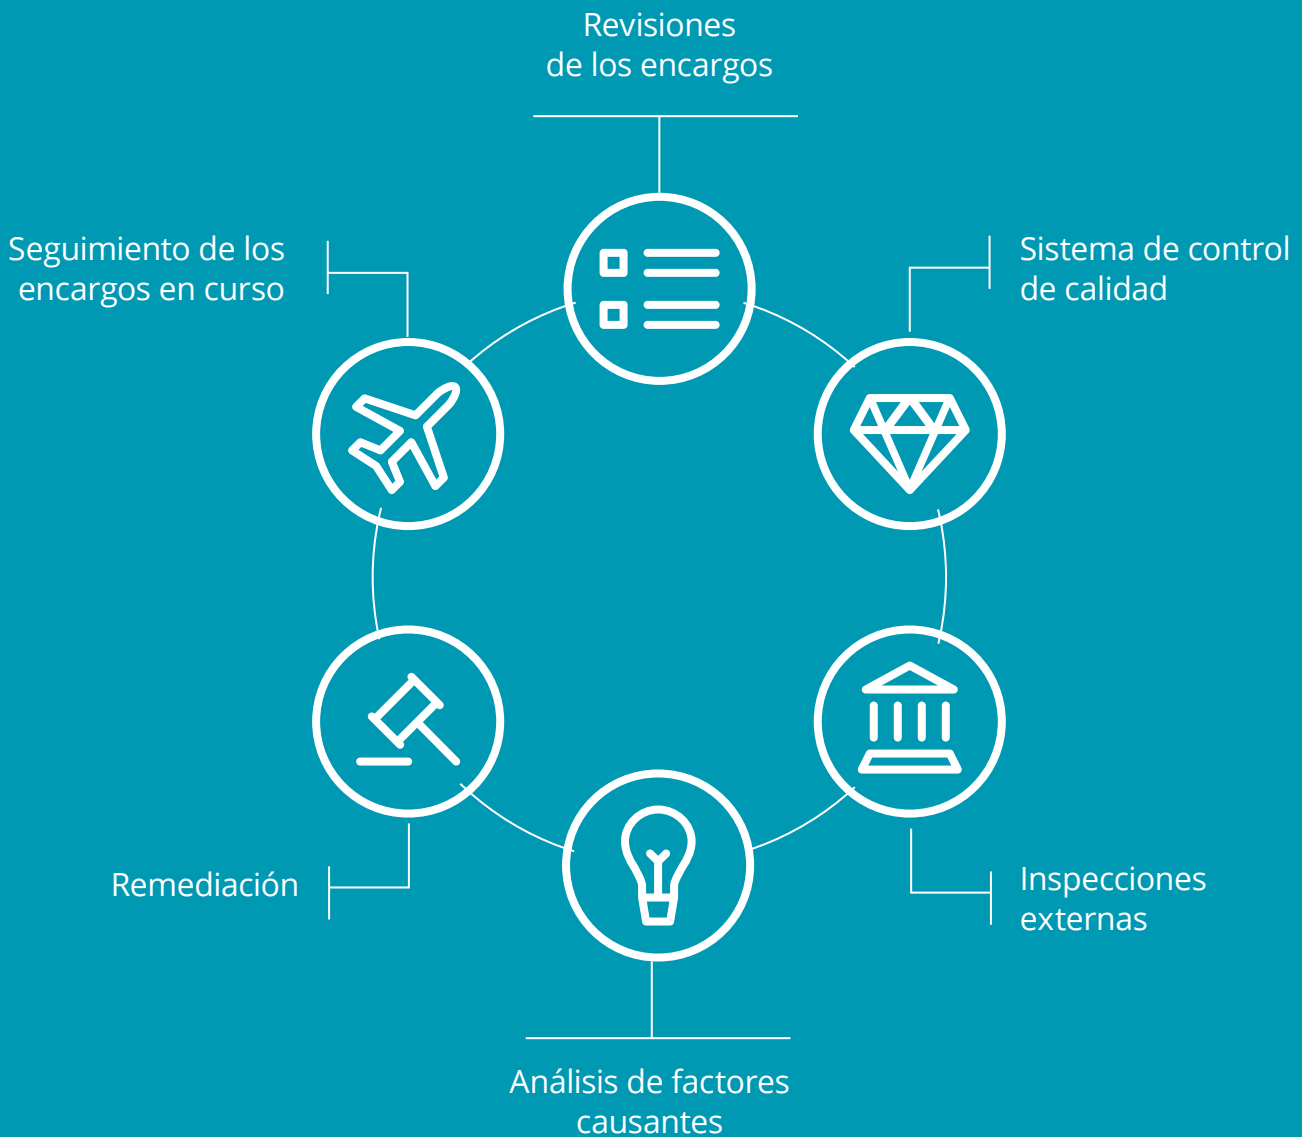 Revisiones
de los encargos
Seguimiento de los
encargos en curso
Sistema de control
de calidad
Remediación
Inspecciones
externas
Análisis de factores
causantes